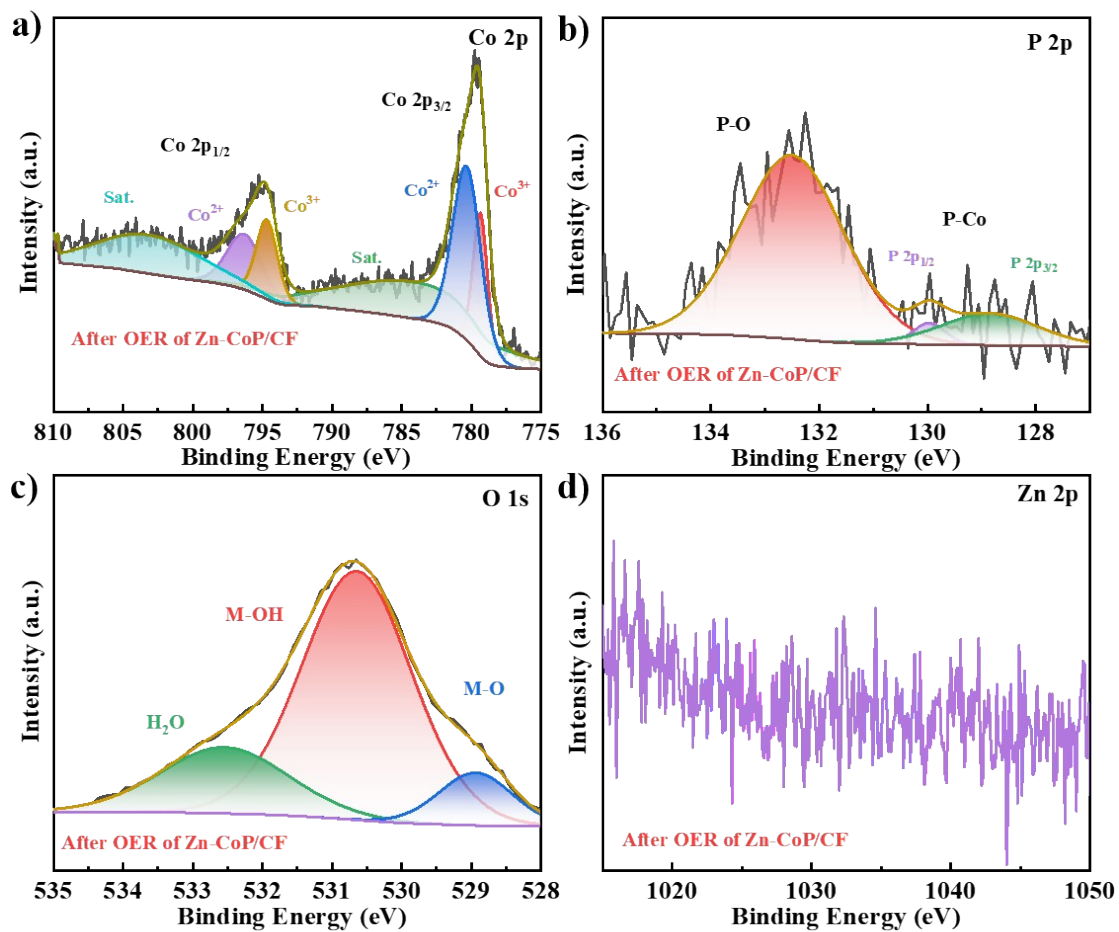 a)
Co 2p
Co 2p3/2
Co 2p1/2
Sat.
Co2+
Co3+
Co2+
Co3+
Sat.
After OER of Zn-CoP/CF
Intensity (a.u.)
810 805 800 795 790 785 780 775
Binding Energy (eV)
b)
P 2p
P-O
P-Co
P 2p1/2
P 2p3/2
After OER of Zn-CoP/CF
Intensity (a.u.)
136 134 132 130 128
Binding Energy (eV)
c)
O 1s
M-OH
M-O
H2O
After OER of Zn-CoP/CF
Intensity (a.u.)
535 534 533 532 531 530 529 528
Binding Energy (eV)
d)
Zn 2p
After OER of Zn-CoP/CF
Intensity (a.u.)
1020 1030 1040 1050
Binding Energy (eV)